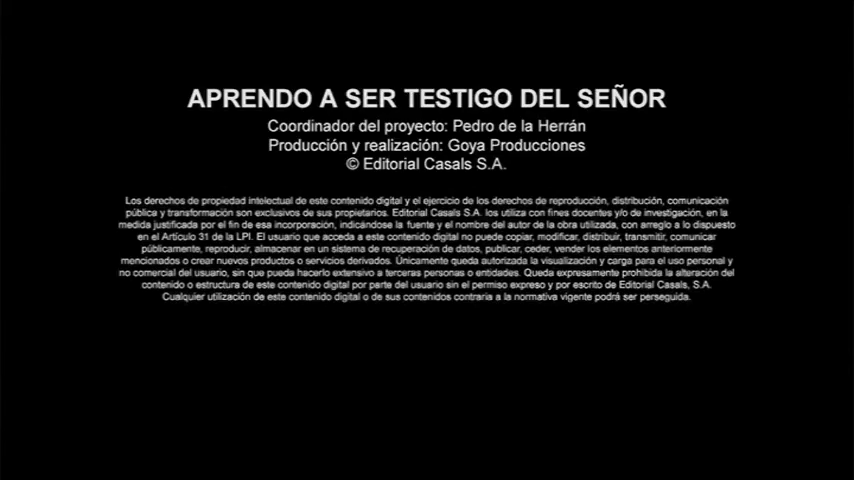 APRENDO A SER TESTIGO DEL SEÑOR
Coordinador del proyecto: Pedro de la Herrán
Producción y realización: Goya Producciones
© Editorial Casals S.A.
Los derechos de propiedad intelectual de este contenido digital y el ejercicio de los derechos de reproducción, distribución, comunicación
pública y transformación son exclusivos de sus propietarios. Editorial Casals S.A. los utiliza con fines docentes y/o de investigación, en la
medida justificada por el fin de esa incorporación, indicándose la fuente y el nombre del autor de la obra utilizada, con arreglo a lo dispuesto
en el Artículo 31 de la LPI. El usuario que acceda a este contenido digital no puede copiar, modificar, distribuir, transmitir, comunicar
públicamente, reproducir, almacenar en un sistema de recuperación de datos, publicar, ceder, vender los elementos anteriormente
mencionados o crear nuevos productos o servicios derivados. Únicamente queda autorizada la visualización y carga para el uso personal y
no comercial del usuario, sin que pueda hacerlo extensivo a terceras personas o entidades. Queda expresamente prohibida la alteración del
contenido o estructura de este contenido digital por parte del usuario sin el permiso expreso y por escrito de Editorial Casals, S.A.
Cualquier utilización de este contenido digital o de sus contenidos contraria a la normativa vigente podrá ser perseguida.